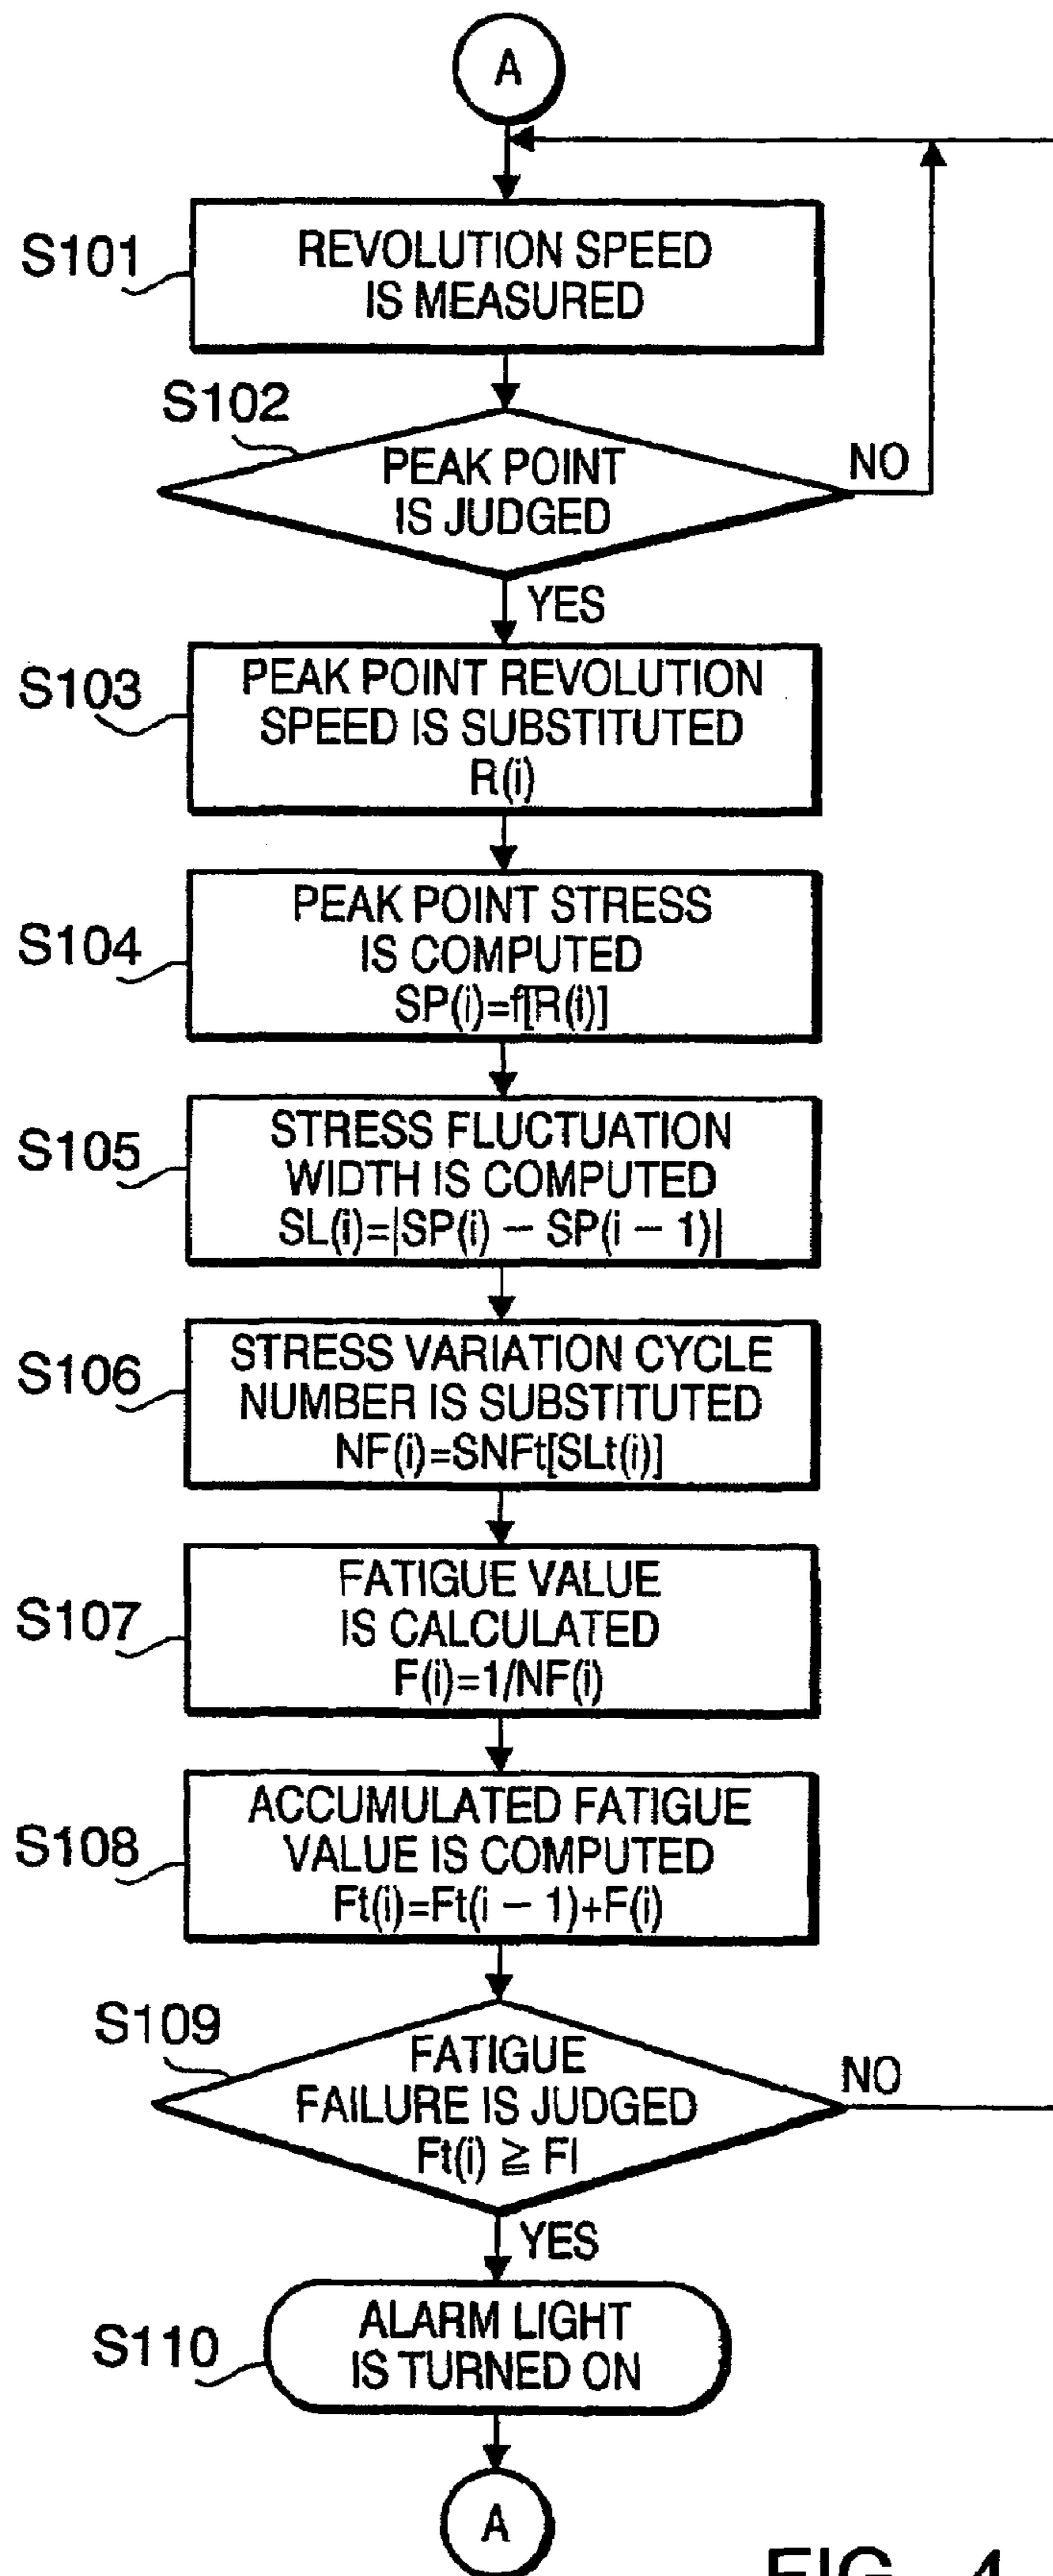 A
S101
REVOLUTION SPEED
IS MEASURED
S102
PEAK POINT
IS JUDGED
NO
YES
S103
PEAK POINT REVOLUTION
SPEED IS SUBSTITUTED
R(i)
S104
PEAK POINT STRESS
IS COMPUTED
SP(i)=f[R(i)]
S105
STRESS FLUCTUATION
WIDTH IS COMPUTED
SL(i)=|SP(i) – SP(i – 1)|
S106
STRESS VARIATION CYCLE
NUMBER IS SUBSTITUTED
NF(i)=SNFt[SLt(i)]
S107
FATIGUE VALUE
IS CALCULATED
F(i)=1/NF(i)
S108
ACCUMULATED FATIGUE
VALUE IS COMPUTED
Ft(i)=Ft(i – 1)+F(i)
S109
FATIGUE
FAILURE IS JUDGED
Ft(i) ≧ Fl
NO
YES
S110
ALARM LIGHT
IS TURNED ON
A
FIG. 4